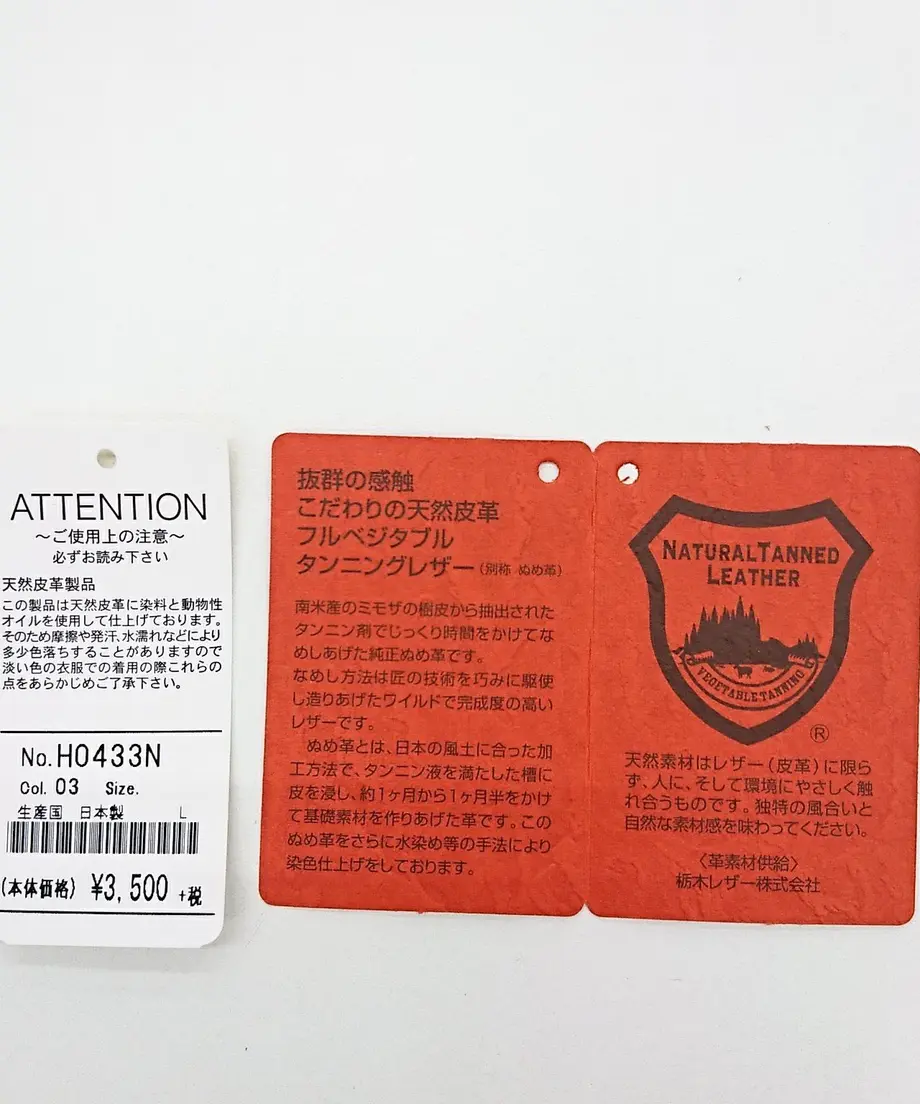 ATTENTION
～ご使用上の注意～
必ずお読み下さい
天然皮革製品
この製品は天然皮革に染料と動物性
オイルを使用して仕上げております。
そのため摩擦や発汗、水濡れなどにより
多少色落ちすることがありますので
淡い色の衣服での着用の際これらの
点をあらかじめご了承下さい。
No.H0433N
Col. 03 Size.
生産国 日本製 L
(本体価格) ¥3,500 +税
抜群の感触
こだわりの天然皮革
フルベジタブル
タンニングレザー(別称 ぬめ革)
南米産のミモザの樹皮から抽出された
タンニン剤でじっくり時間をかけてな
めしあげた純正ぬめ革です。
なめし方法は匠の技術を巧みに駆使
し造りあげたワイルドで完成度の高い
レザーです。
ぬめ革とは、日本の風土に合った加
工方法で、タンニン液を満たした槽に
皮を浸し、約1ヶ月から1ヶ月半をかけ
て基礎素材を作りあげた革です。この
ぬめ革をさらに水染め等の手法により
染色仕上げをしております。
NATURALTANNED
LEATHER
VEGETABLE TANNING
®
天然素材はレザー(皮革)に限ら
ず、人に、そして環境にやさしく触
れ合うものです。独特の風合いと
自然な素材感を味わってください。
〈革素材供給〉
栃木レザー株式会社